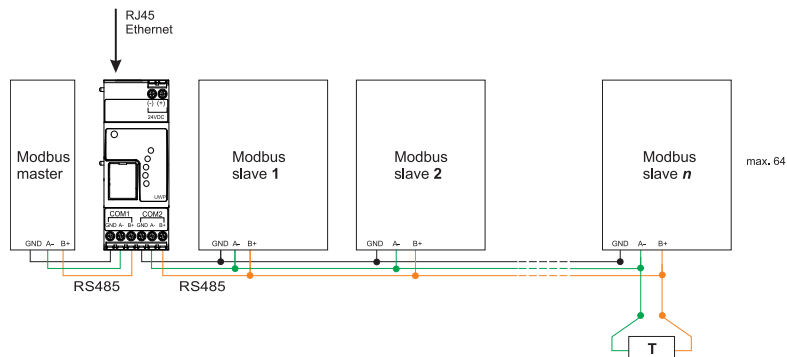 RJ45
Ethernet
(-) (+)
24VDC
Modbus
master
UWP
Modbus
slave 1
Modbus
slave 2
Modbus
slave n
max. 64
COM1 COM2
GND A- B+
GND A- B+ GND A- B+
GND A- B+
GND A- B+
GND A- B+
RS485
RS485
T